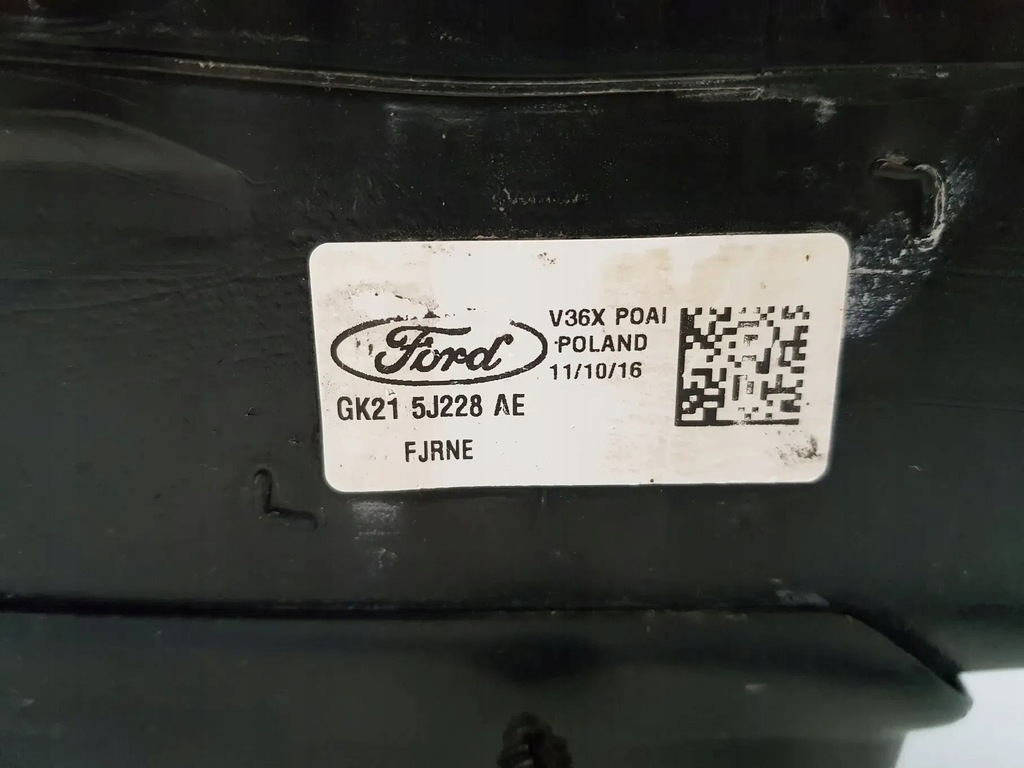 Ford
V36X POAI
POLAND
11/10/16
GK21 5J228 AE
FJRNE